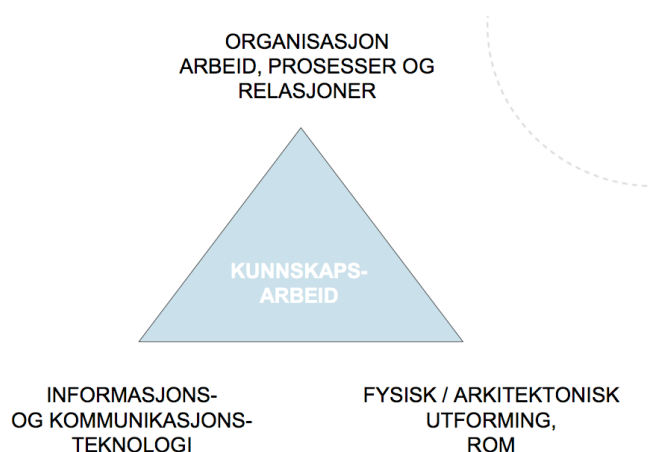 ORGANISASJON
ARBEID, PROSESSER OG
RELASJONER
KUNNSKAPS-
ARBEID
INFORMASJONS-
OG KOMMUNIKASJONS-
TEKNOLOGI
FYSISK / ARKITEKTONISK
UTFORMING,
ROM